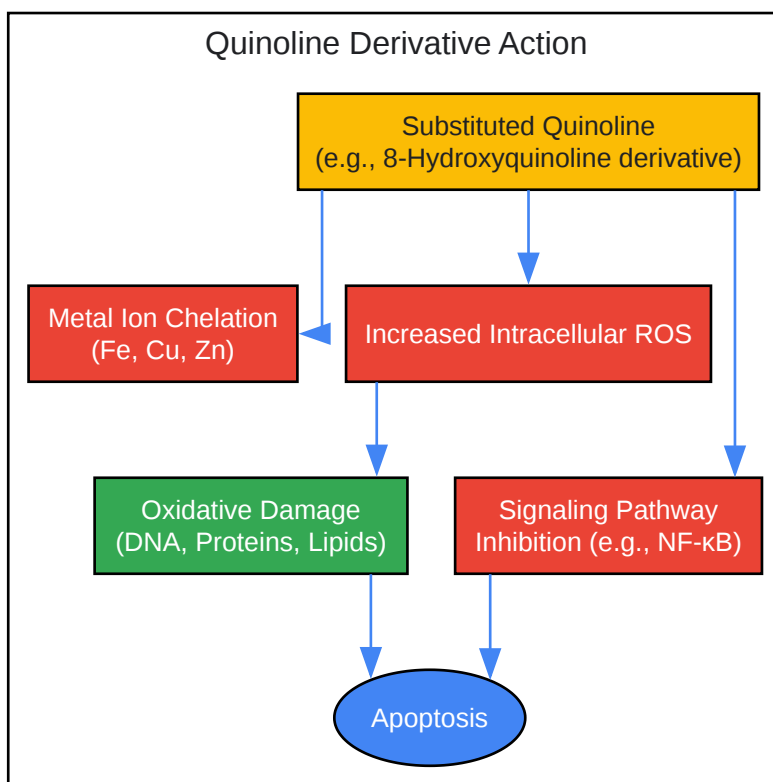 Quinoline Derivative Action
Substituted Quinoline
(e.g., 8-Hydroxyquinoline derivative)
Metal Ion Chelation
(Fe, Cu, Zn)
Increased Intracellular ROS
Oxidative Damage
(DNA, Proteins, Lipids)
Signaling Pathway
Inhibition (e.g., NF-κB)
Apoptosis